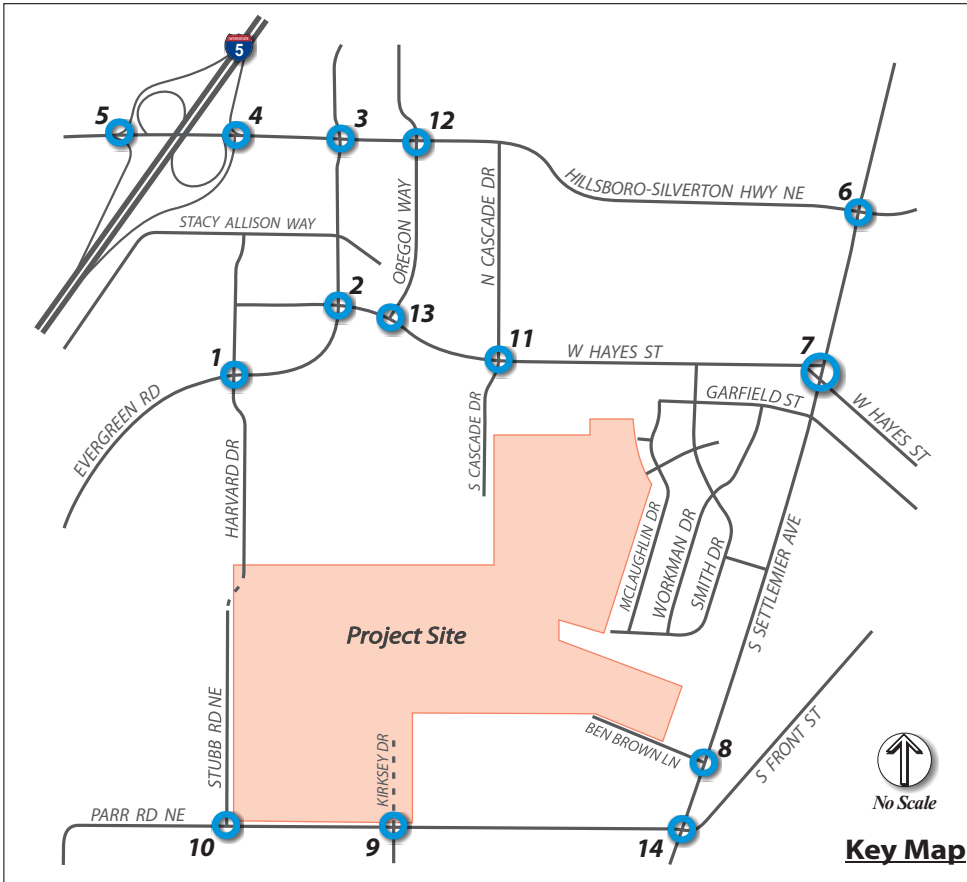 INTERSTATE
5
5
4
3
12
HILLSBORO-SILVERTON HWY NE
6
STACY ALLISON WAY
OREGON WAY
N CASCADE DR
2
13
11
W HAYES ST
7
1
GARFIELD ST
W HAYES ST
EVERGREEN RD
HARVARD DR
S CASCADE DR
MCLAUGHLIN DR
WORKMAN DR
SMITH DR
S SETTLEMIER AVE
Project Site
STUBB RD NE
KIRKSEY DR
BEN BROWN LN
8
S FRONT ST
No Scale
PARR RD NE
10
9
14
Key Map